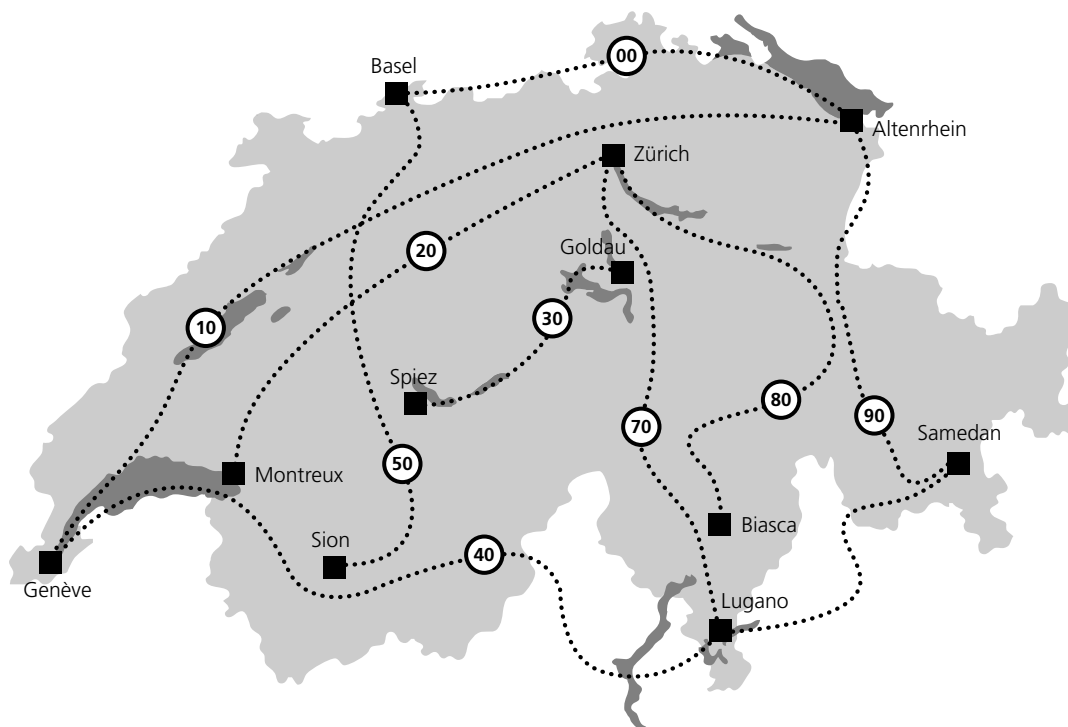 00
Basel
Altenrhein
Zürich
20
Goldau
10
30
Spiez
80
90
70
Samedan
50
Montreux
Biasca
Sion
40
Genève
Lugano